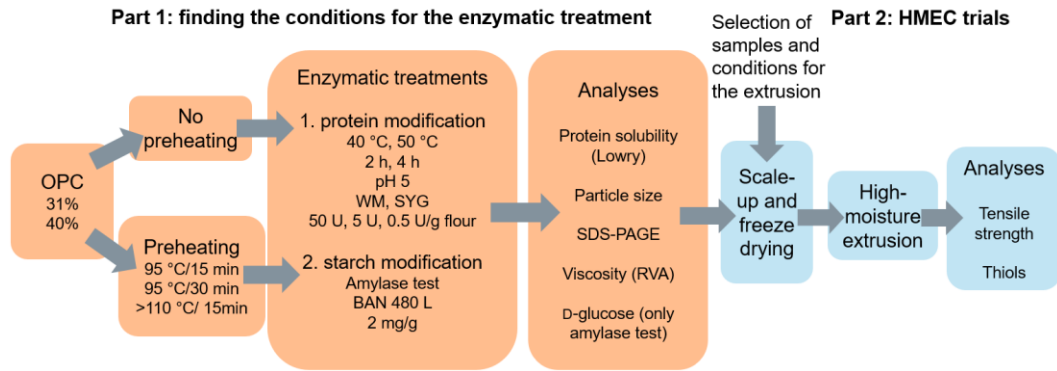 Part 1: finding the conditions for the enzymatic treatment
Part 2: HMEC trials
OPC
31%
40%
No
preheating
Preheating
95 °C/15 min
95 °C/30 min
>110 °C/ 15min
Enzymatic treatments
1. protein modification
40 °C, 50 °C
2 h, 4 h
pH 5
WM, SYG
50 U, 5 U, 0.5 U/g flour
2. starch modification
Amylase test
BAN 480 L
2 mg/g
Analyses
Protein solubility
(Lowry)
Particle size
SDS-PAGE
Viscosity (RVA)
D-glucose (only
amylase test)
Selection of
samples and
conditions for
the extrusion
Scale-
up and
freeze
drying
High-
moisture
extrusion
Analyses
Tensile
strength
Thiols